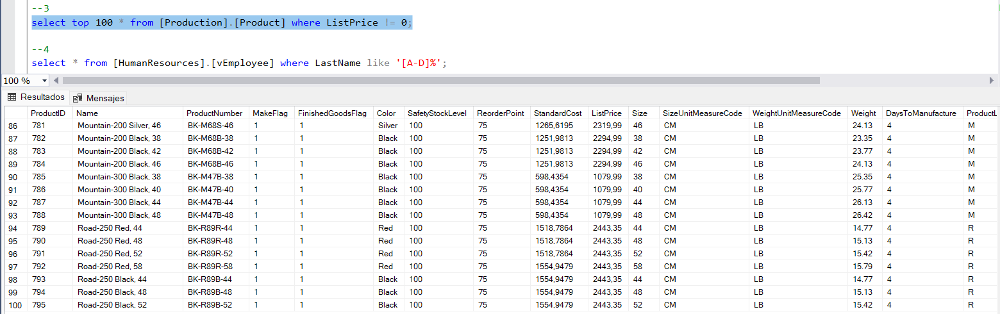 --3
select top 100 * from [Production].[Product] where ListPrice != 0;
--4
select * from [HumanResources].[vEmployee] where LastName like '[A-D]%';
100 %
Resultados Mensajes
ProductID Name ProductNumber MakeFlag FinishedGoodsFlag Color SafetyStockLevel ReorderPoint StandardCost ListPrice Size SizeUnitMeasureCode WeightUnitMeasureCode Weight DaysToManufacture ProductL
86 781 Mountain-200 Silver, 46 BK-M68S-46 1 1 Silver 100 75 1265,6195 2319,99 46 CM LB 24.13 4 M
87 782 Mountain-200 Black, 38 BK-M68B-38 1 1 Black 100 75 1251,9813 2294,99 38 CM LB 23.35 4 M
88 783 Mountain-200 Black, 42 BK-M68B-42 1 1 Black 100 75 1251,9813 2294,99 42 CM LB 23.77 4 M
89 784 Mountain-200 Black, 46 BK-M68B-46 1 1 Black 100 75 1251,9813 2294,99 46 CM LB 24.13 4 M
90 785 Mountain-300 Black, 38 BK-M47B-38 1 1 Black 100 75 598,4354 1079,99 38 CM LB 25.35 4 M
91 786 Mountain-300 Black, 40 BK-M47B-40 1 1 Black 100 75 598,4354 1079,99 40 CM LB 25.77 4 M
92 787 Mountain-300 Black, 44 BK-M47B-44 1 1 Black 100 75 598,4354 1079,99 44 CM LB 26.13 4 M
93 788 Mountain-300 Black, 48 BK-M47B-48 1 1 Black 100 75 598,4354 1079,99 48 CM LB 26.42 4 M
94 789 Road-250 Red, 44 BK-R89R-44 1 1 Red 100 75 1518,7864 2443,35 44 CM LB 14.77 4 R
95 790 Road-250 Red, 48 BK-R89R-48 1 1 Red 100 75 1518,7864 2443,35 48 CM LB 15.13 4 R
96 791 Road-250 Red, 52 BK-R89R-52 1 1 Red 100 75 1518,7864 2443,35 52 CM LB 15.42 4 R
97 792 Road-250 Red, 58 BK-R89R-58 1 1 Red 100 75 1554,9479 2443,35 58 CM LB 15.79 4 R
98 793 Road-250 Black, 44 BK-R89B-44 1 1 Black 100 75 1554,9479 2443,35 44 CM LB 14.77 4 R
99 794 Road-250 Black, 48 BK-R89B-48 1 1 Black 100 75 1554,9479 2443,35 48 CM LB 15.13 4 R
100 795 Road-250 Black, 52 BK-R89B-52 1 1 Black 100 75 1554,9479 2443,35 52 CM LB 15.42 4 R